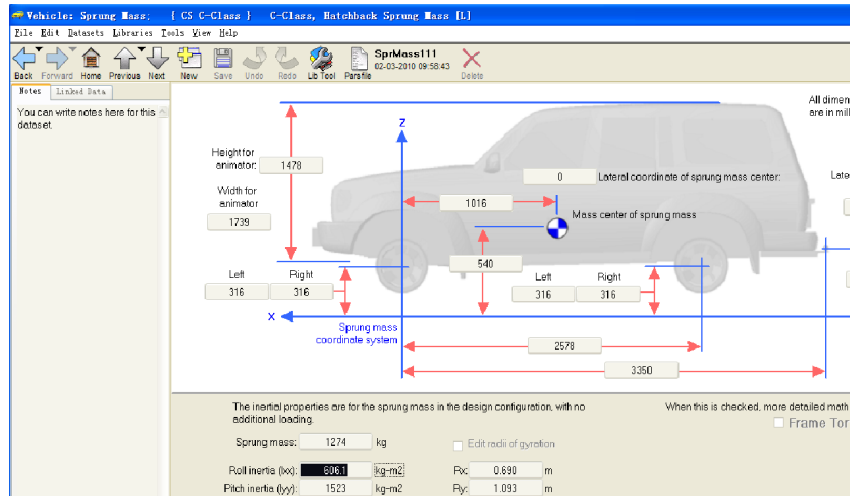 Vehicle: Sprung Mass; { CS C-Class } C-Class, Hatchback Sprung Mass [L]
File Edit Datasets Libraries Tools View Help
SprMass111
02-03-2010 09:58:43
Back Forward Home Previous Next New Save Undo Redo Lib Tool Parsfile Delete
Notes Linked Data
You can write notes here for this
dataset.
All dimen
are in mill
Z
Height for
animator: 1478
0 Lateral coordinate of sprung mass center:
Late
Width for
animator
1739
1016
Mass center of sprung mass
540
Left Right
316 316
Left Right
316 316
X
Sprung mass
coordinate system
2578
3350
The inertial properties are for the sprung mass in the design configuration, with no
additional loading.
When this is checked, more detailed math
Frame Tor
Sprung mass: 1274 kg
Edit radii of gyration
Roll inertia (Ixx): 606.1 kg-m2 Rx: 0.690 m
Pitch inertia (Iyy): 1523 kg-m2 Ry: 1.093 m